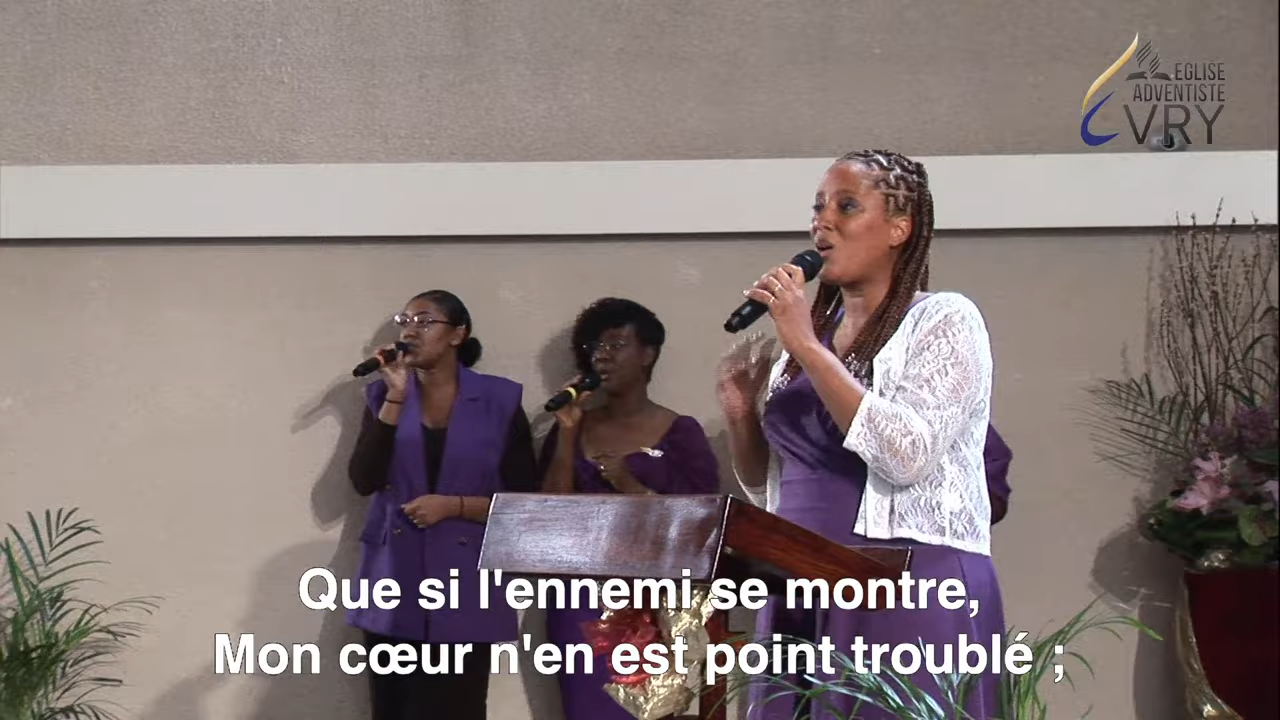 EGLISE
ADVENTISTE
VRY
Que si l'ennemi se montre,
Mon cœur n'en est point troublé ;